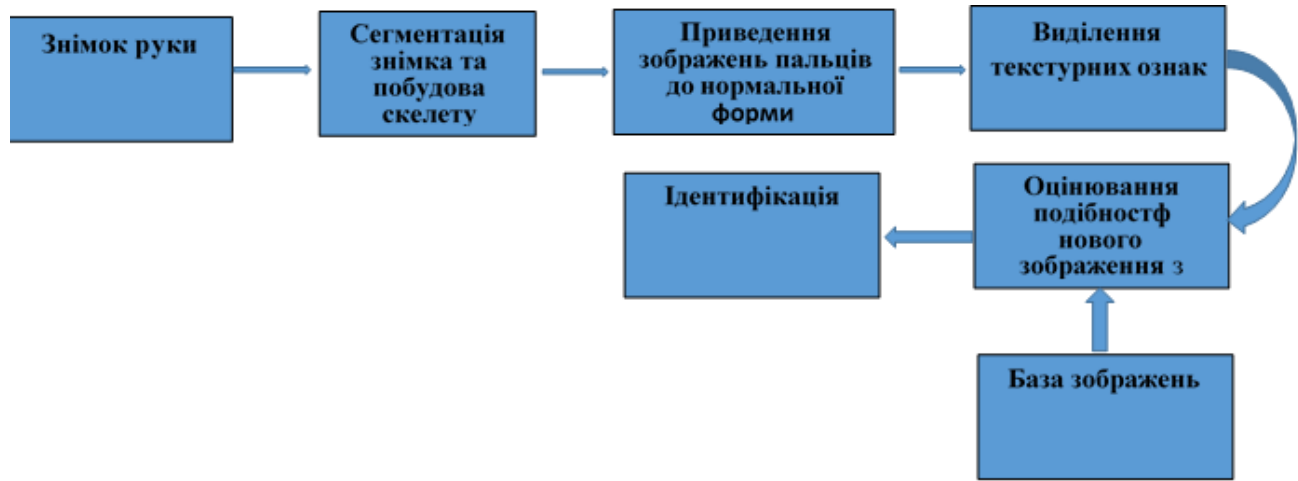 Знімок руки
Сегментація
знімка та
побудова
скелету
Приведення
зображень пальців
до нормальної
форми
Виділення
текстурних ознак
Оцінювання
подібностф
нового
зображення з
Ідентифікація
База зображень